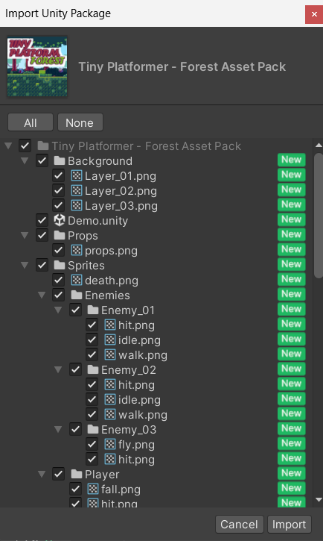 Import Unity Package
×
TINY
PLATFORM
FOREST
Tiny Platformer - Forest Asset Pack
All None
Tiny Platformer - Forest Asset Pack
Background New
Layer_01.png New
Layer_02.png New
Layer_03.png New
Demo.unity New
Props New
props.png New
Sprites New
death.png New
Enemies New
Enemy_01 New
hit.png New
idle.png New
walk.png New
Enemy_02 New
hit.png New
idle.png New
walk.png New
Enemy_03 New
fly.png New
hit.png New
Player New
fall.png New
hit.png New
Cancel Import